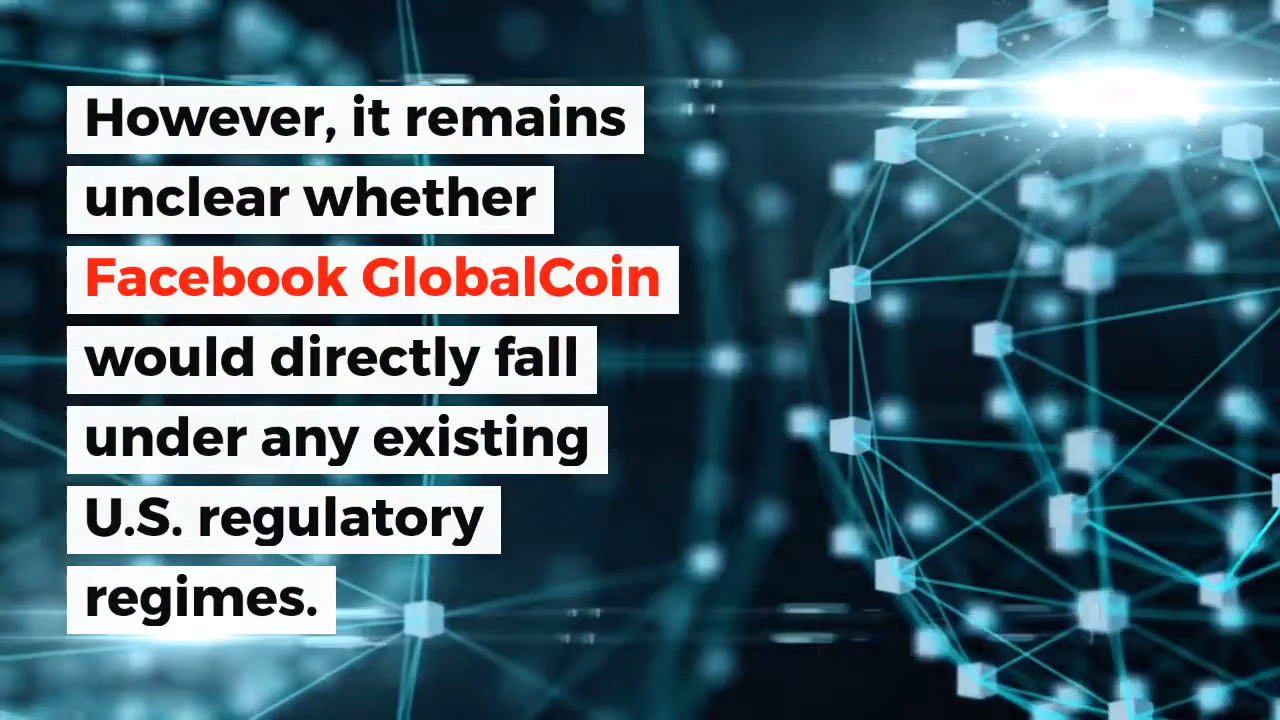 However, it remains
unclear whether
Facebook GlobalCoin
would directly fall
under any existing
U.S. regulatory
regimes.